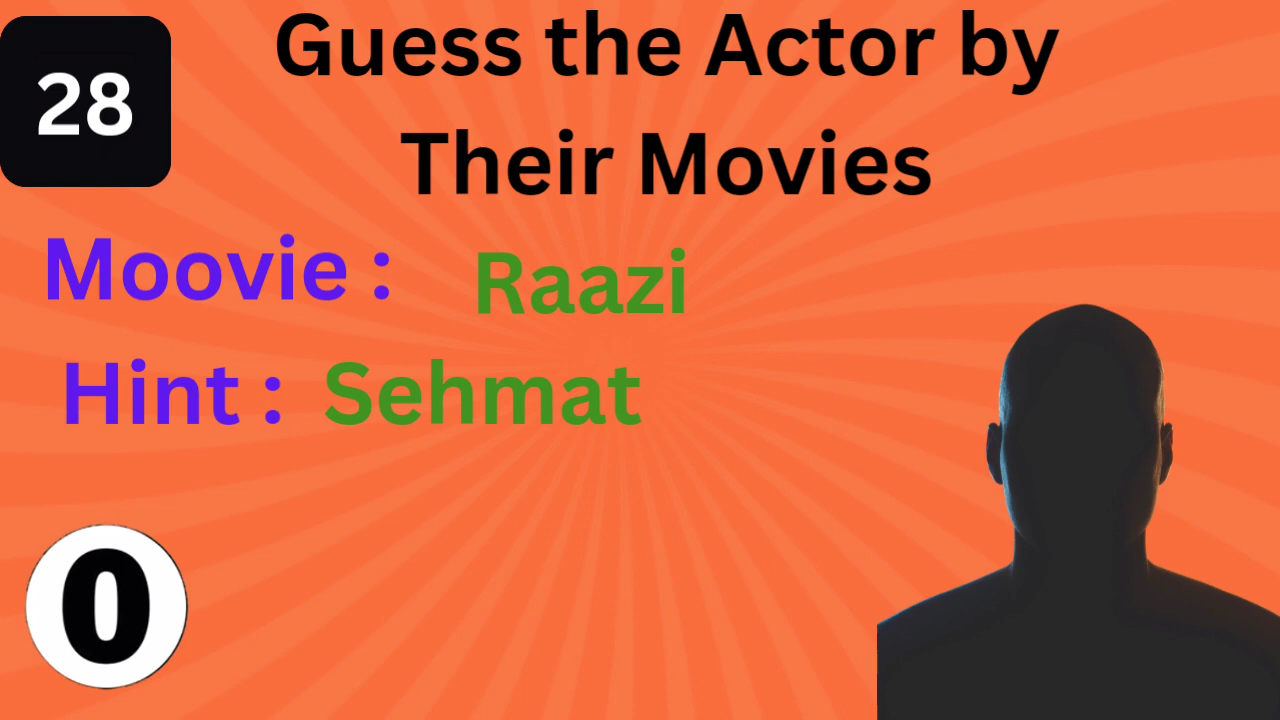 28
Guess the Actor by
Their Movies
Moovie : Raazi
Hint : Sehmat
0